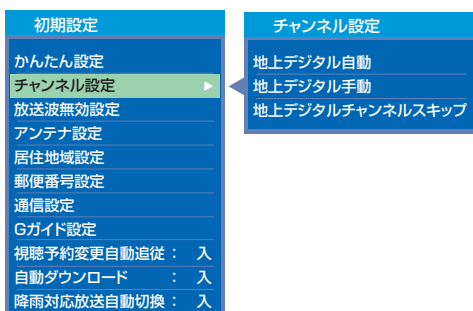 初期設定
かんたん設定
チャンネル設定
放送波無効設定
アンテナ設定
居住地域設定
郵便番号設定
通信設定
Gガイド設定
視聴予約変更自動追従： 入
自動ダウンロード ： 入
降雨対応放送自動切換： 入
チャンネル設定
地上デジタル自動
地上デジタル手動
地上デジタルチャンネルスキップ